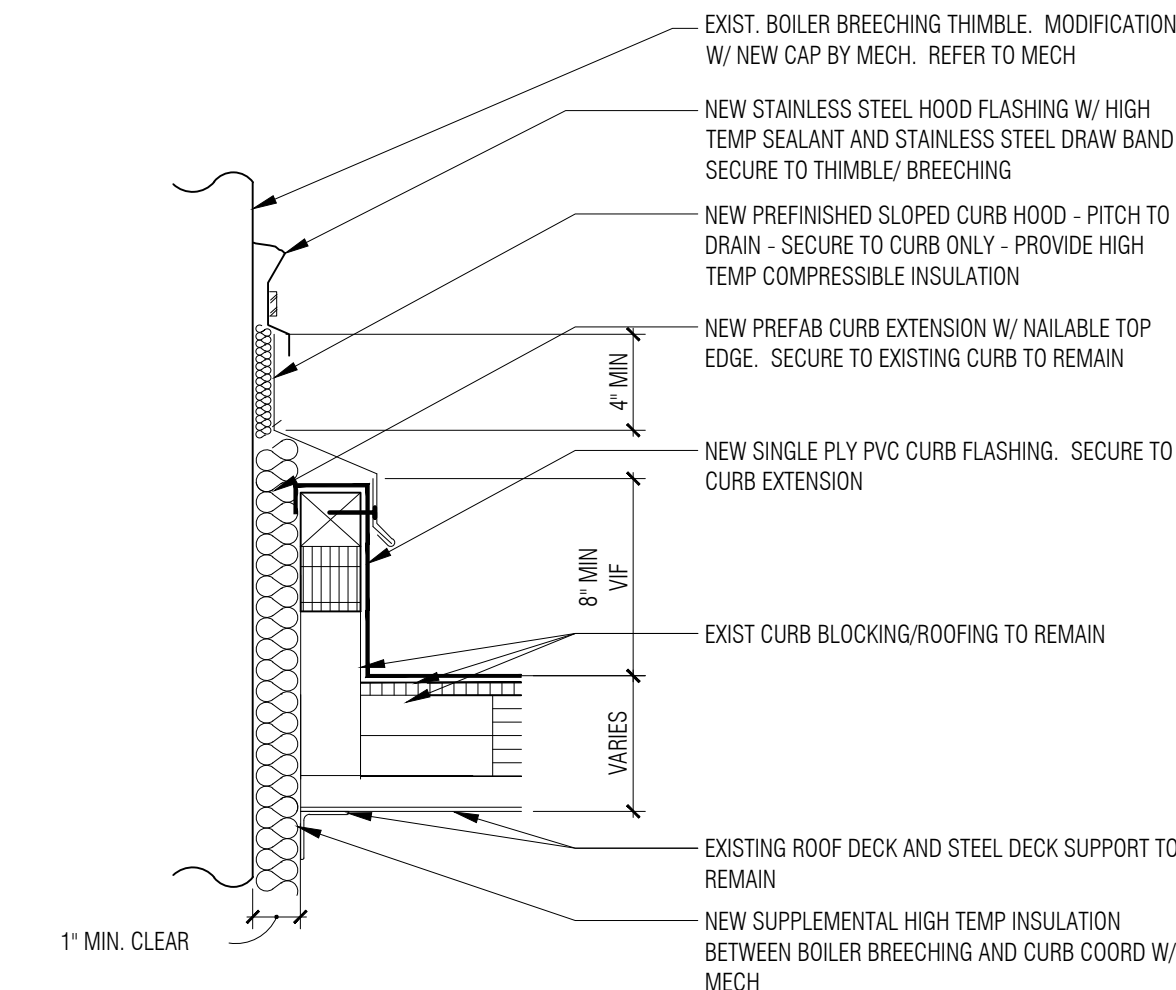 EXIST. BOILER BREECHING THIMBLE. MODIFICATION
W/ NEW CAP BY MECH. REFER TO MECH
NEW STAINLESS STEEL HOOD FLASHING W/ HIGH
TEMP SEALANT AND STAINLESS STEEL DRAW BAND
SECURE TO THIMBLE/ BREECHING
NEW PREFINISHED SLOPED CURB HOOD - PITCH TO
DRAIN - SECURE TO CURB ONLY - PROVIDE HIGH
TEMP COMPRESSIBLE INSULATION
NEW PREFAB CURB EXTENSION W/ NAILABLE TOP
EDGE. SECURE TO EXISTING CURB TO REMAIN
4" MIN
NEW SINGLE PLY PVC CURB FLASHING. SECURE TO
CURB EXTENSION
8" MIN
VIF
EXIST CURB BLOCKING/ROOFING TO REMAIN
VARIES
EXISTING ROOF DECK AND STEEL DECK SUPPORT TO
REMAIN
NEW SUPPLEMENTAL HIGH TEMP INSULATION
BETWEEN BOILER BREECHING AND CURB COORD W/
MECH
1" MIN. CLEAR